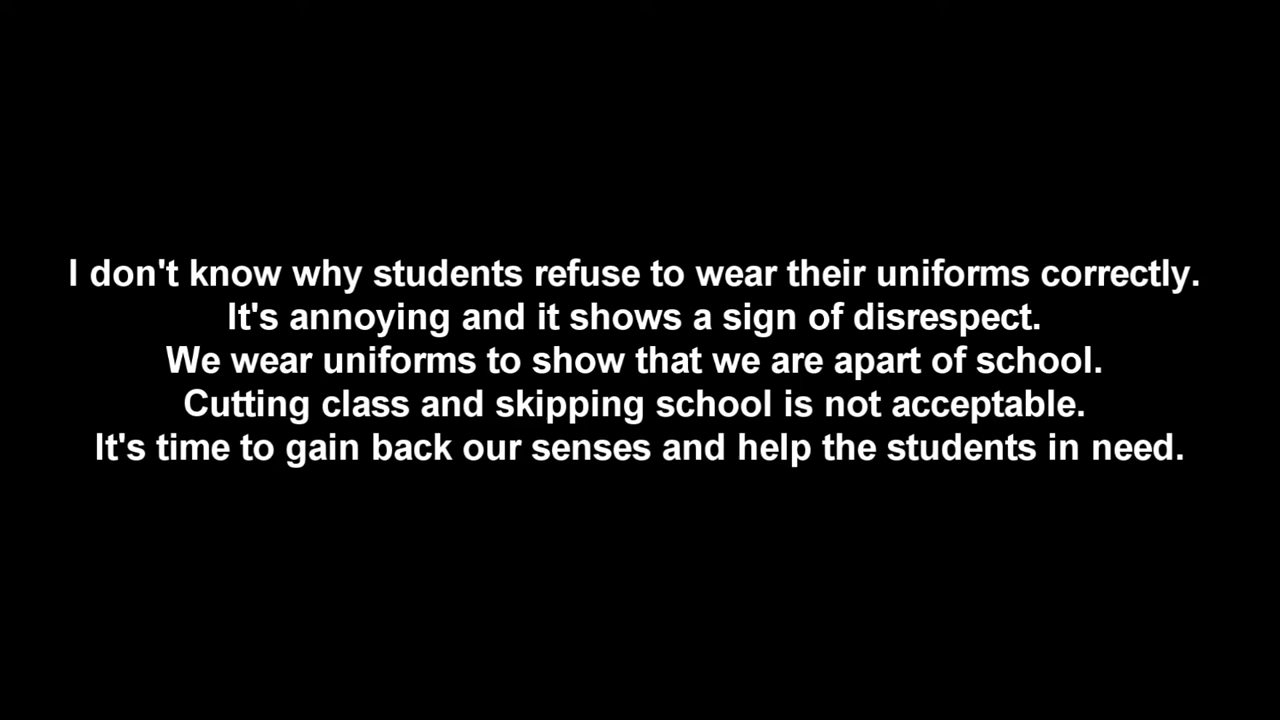 I don't know why students refuse to wear their uniforms correctly.
It's annoying and it shows a sign of disrespect.
We wear uniforms to show that we are apart of school.
Cutting class and skipping school is not acceptable.
It's time to gain back our senses and help the students in need.